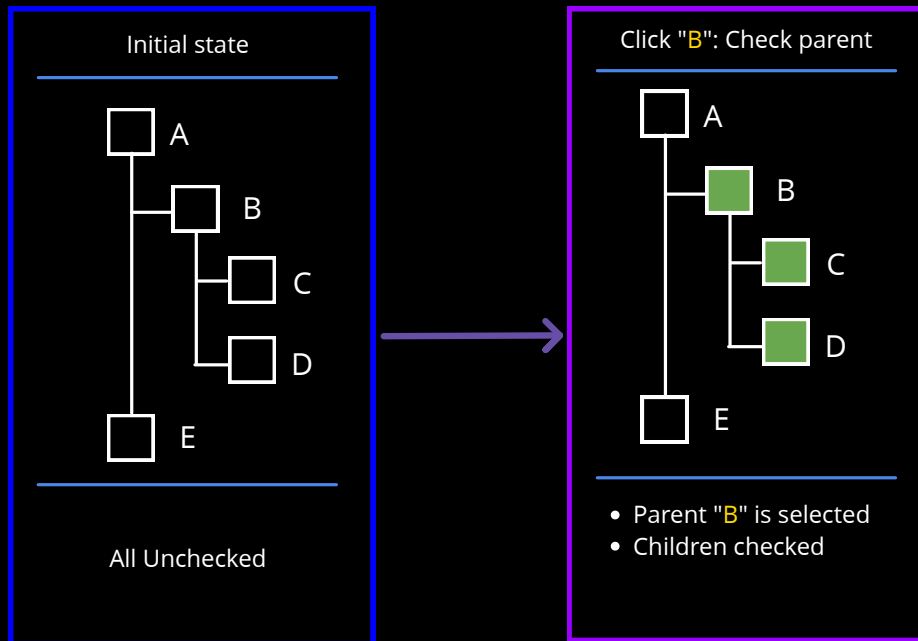 Initial state
A
B
C
D
E
All Unchecked
Click "B": Check parent
A
B
C
D
E
• Parent "B" is selected
• Children checked